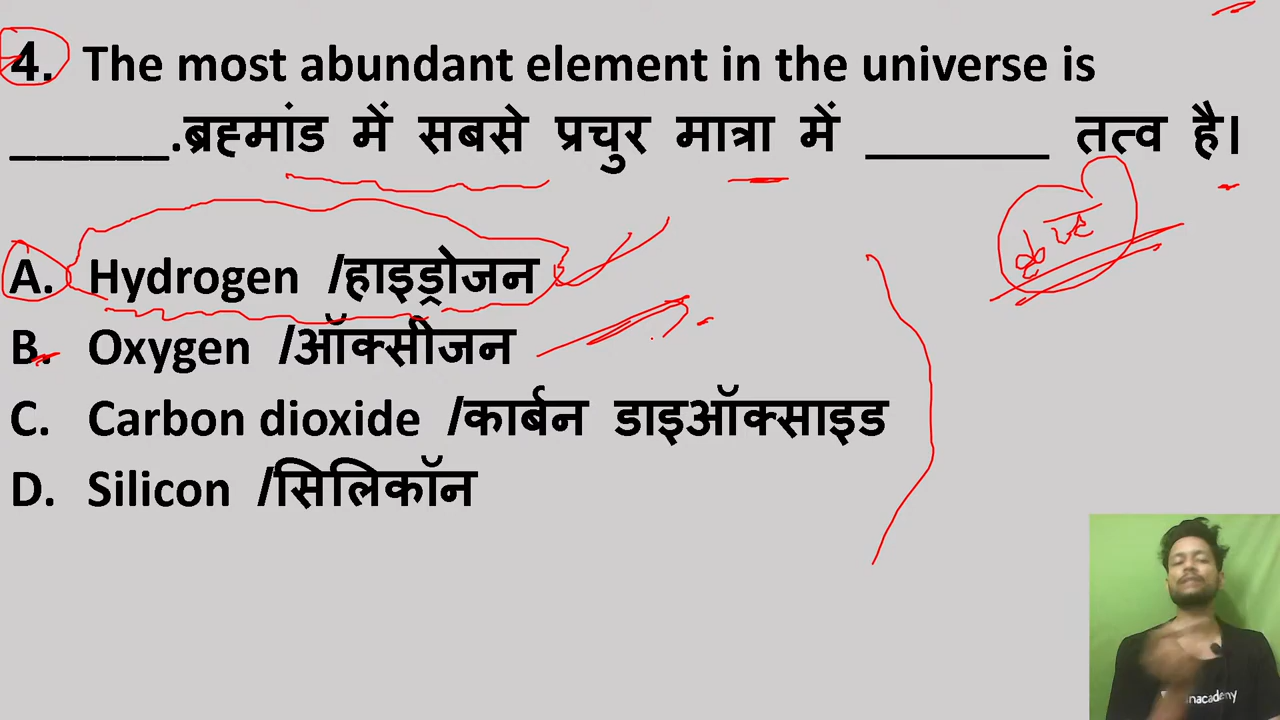 4. The most abundant element in the universe is
______.ब्रह्मांड में सबसे प्रचुर मात्रा में _______ तत्व है।
A. Hydrogen /हाइड्रोजन
B. Oxygen /ऑक्सीजन
C. Carbon dioxide /कार्बन डाइऑक्साइड
D. Silicon /सिलिकॉन